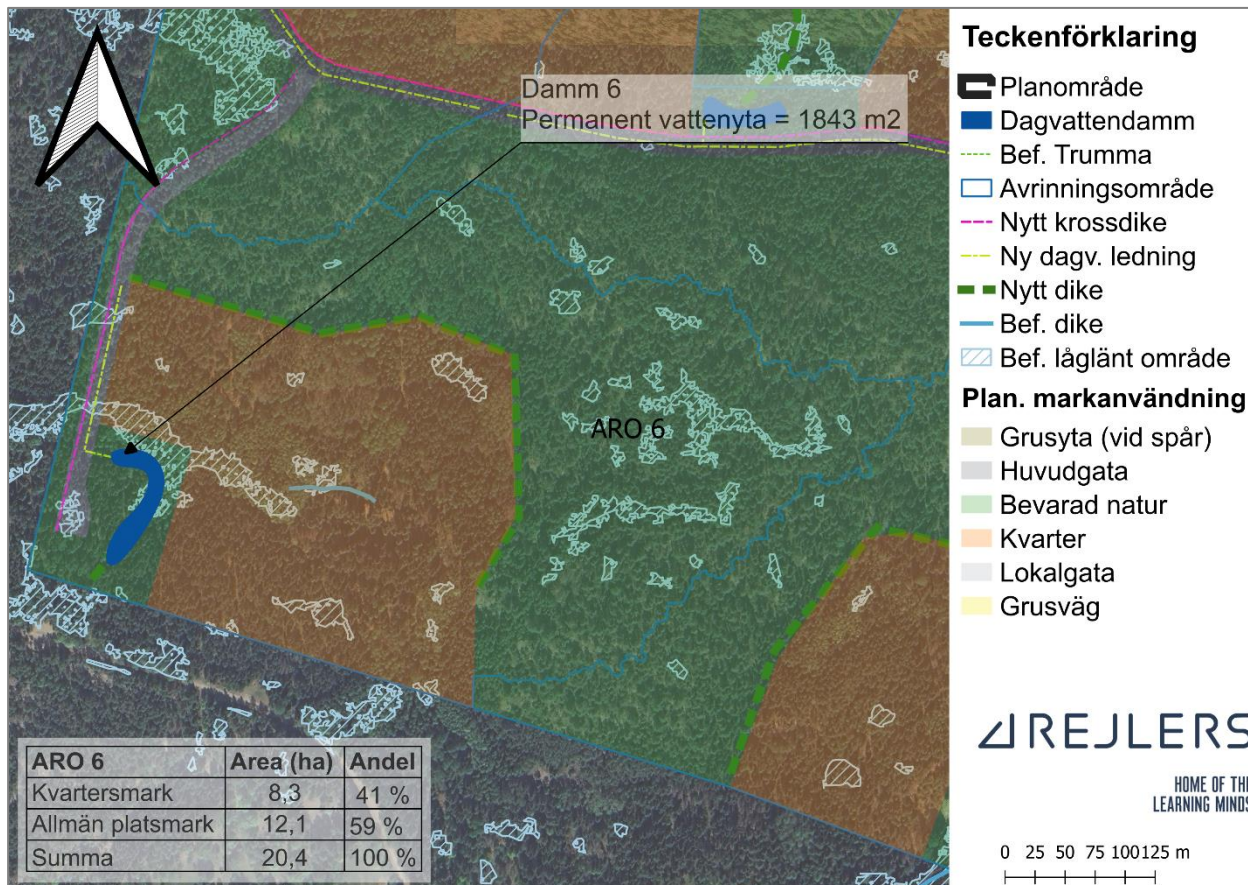 Damm 6
Permanent vattenyta = 1843 m2
ARO 6
ARO 6 Area (ha) Andel
Kvartersmark 8,3 41 %
Allmän platsmark 12,1 59 %
Summa 20,4 100 %
Teckenförklaring
Planområde
Dagvattendamm
Bef. Trumma
Avrinningsområde
Nytt krossdike
Ny dagv. ledning
Nytt dike
Bef. dike
Bef. låglänt område
Plan. markanvändning
Grusyta (vid spår)
Huvudgata
Bevarad natur
Kvarter
Lokalgata
Grusväg
REJLERS
HOME OF THE
LEARNING MINDS
0 25 50 75 100 125 m